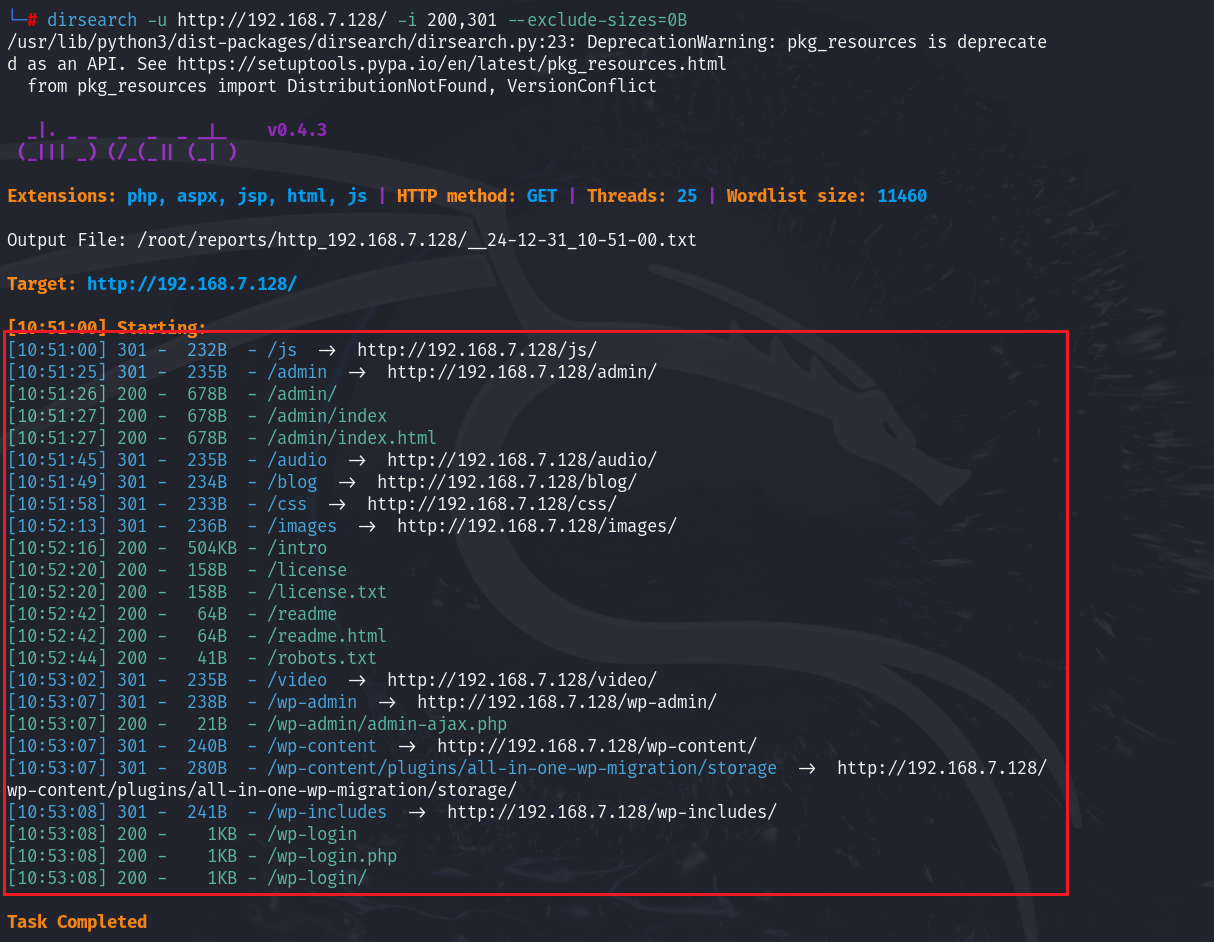 └─# dirsearch -u http://192.168.7.128/ -i 200,301 --exclude-sizes=0B
/usr/lib/python3/dist-packages/dirsearch/dirsearch.py:23: DeprecationWarning: pkg_resources is deprecate
d as an API. See https://setuptools.pypa.io/en/latest/pkg_resources.html
  from pkg_resources import DistributionNotFound, VersionConflict
  _|. _ _  _  _  _ _|_    v0.4.3
 (_||| _) (/_(_|| (_| )
Extensions: php, aspx, jsp, html, js | HTTP method: GET | Threads: 25 | Wordlist size: 11460
Output File: /root/reports/http_192.168.7.128/__24-12-31_10-51-00.txt
Target: http://192.168.7.128/
[10:51:00] Starting:
[10:51:00] 301 -  232B  - /js  →  http://192.168.7.128/js/
[10:51:25] 301 -  235B  - /admin  →  http://192.168.7.128/admin/
[10:51:26] 200 -  678B  - /admin/
[10:51:27] 200 -  678B  - /admin/index
[10:51:27] 200 -  678B  - /admin/index.html
[10:51:45] 301 -  235B  - /audio  →  http://192.168.7.128/audio/
[10:51:49] 301 -  234B  - /blog  →  http://192.168.7.128/blog/
[10:51:58] 301 -  233B  - /css  →  http://192.168.7.128/css/
[10:52:13] 301 -  236B  - /images  →  http://192.168.7.128/images/
[10:52:16] 200 -  504KB - /intro
[10:52:20] 200 -  158B  - /license
[10:52:20] 200 -  158B  - /license.txt
[10:52:42] 200 -   64B  - /readme
[10:52:42] 200 -   64B  - /readme.html
[10:52:44] 200 -   41B  - /robots.txt
[10:53:02] 301 -  235B  - /video  →  http://192.168.7.128/video/
[10:53:07] 301 -  238B  - /wp-admin  →  http://192.168.7.128/wp-admin/
[10:53:07] 200 -   21B  - /wp-admin/admin-ajax.php
[10:53:07] 301 -  240B  - /wp-content  →  http://192.168.7.128/wp-content/
[10:53:07] 301 -  280B  - /wp-content/plugins/all-in-one-wp-migration/storage  →  http://192.168.7.128/
wp-content/plugins/all-in-one-wp-migration/storage/
[10:53:08] 301 -  241B  - /wp-includes  →  http://192.168.7.128/wp-includes/
[10:53:08] 200 -    1KB - /wp-login
[10:53:08] 200 -    1KB - /wp-login.php
[10:53:08] 200 -    1KB - /wp-login/
Task Completed